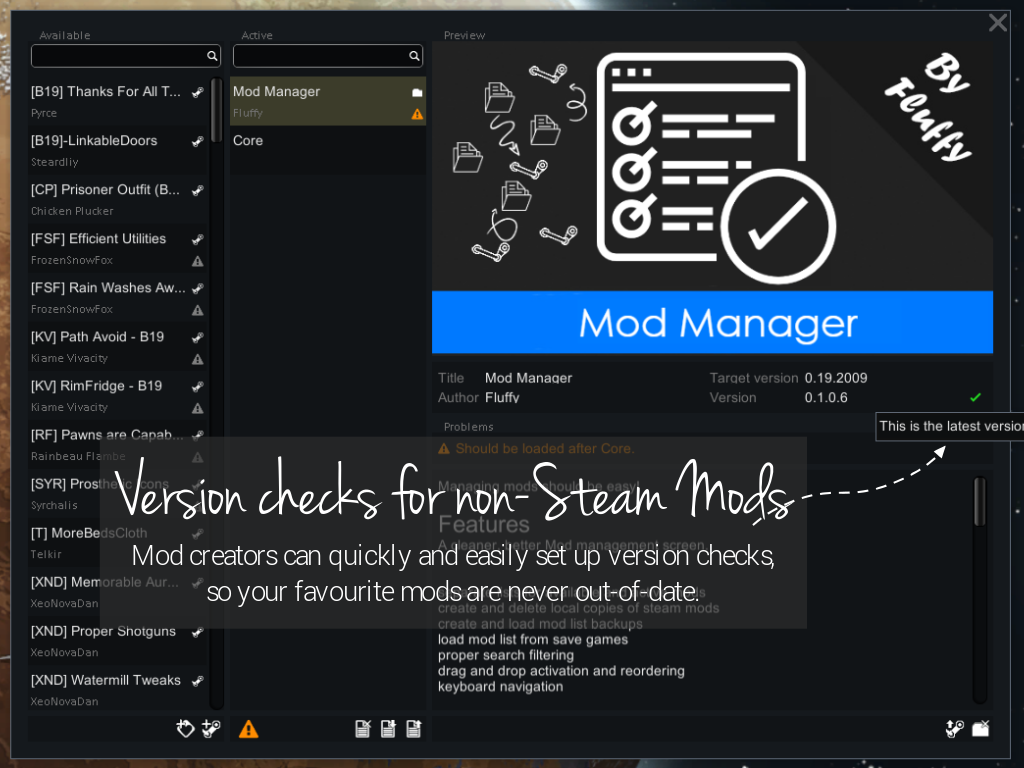 Available
[B19] Thanks For All T...
Pyrce
[B19]-LinkableDoors
Steardliy
[CP] Prisoner Outfit (B...
Chicken Plucker
[FSF] Efficient Utilities
FrozenSnowFox
[FSF] Rain Washes Aw...
FrozenSnowFox
[KV] Path Avoid - B19
Kiame Vivacity
[KV] RimFridge - B19
Kiame Vivacity
[RF] Pawns are Capab...
Rainbeau Flambe
[SYR] Prosthetic Icons
Syrchalis
[T] MoreBedsCloth
Telkir
[XND] Memorable Aur...
XeoNovaDan
[XND] Proper Shotguns
XeoNovaDan
[XND] Watermill Tweaks
XeoNovaDan
Active
Mod Manager
Fluffy
Core
Preview
By
Fluffy
Mod Manager
Title Mod Manager
Target version 0.19.2009
Author Fluffy
Version 0.1.0.6
This is the latest version
Problems
Should be loaded after Core.
Managing mods should be easy!
Version checks for non-Steam Mods
Features
A cleaner, better Mod management screen
Mod creators can quickly and easily set up version checks,
so your favourite mods are never out-of-date.
create and delete local copies of steam mods
create and load mod list backups
load mod list from save games
proper search filtering
drag and drop activation and reordering
keyboard navigation